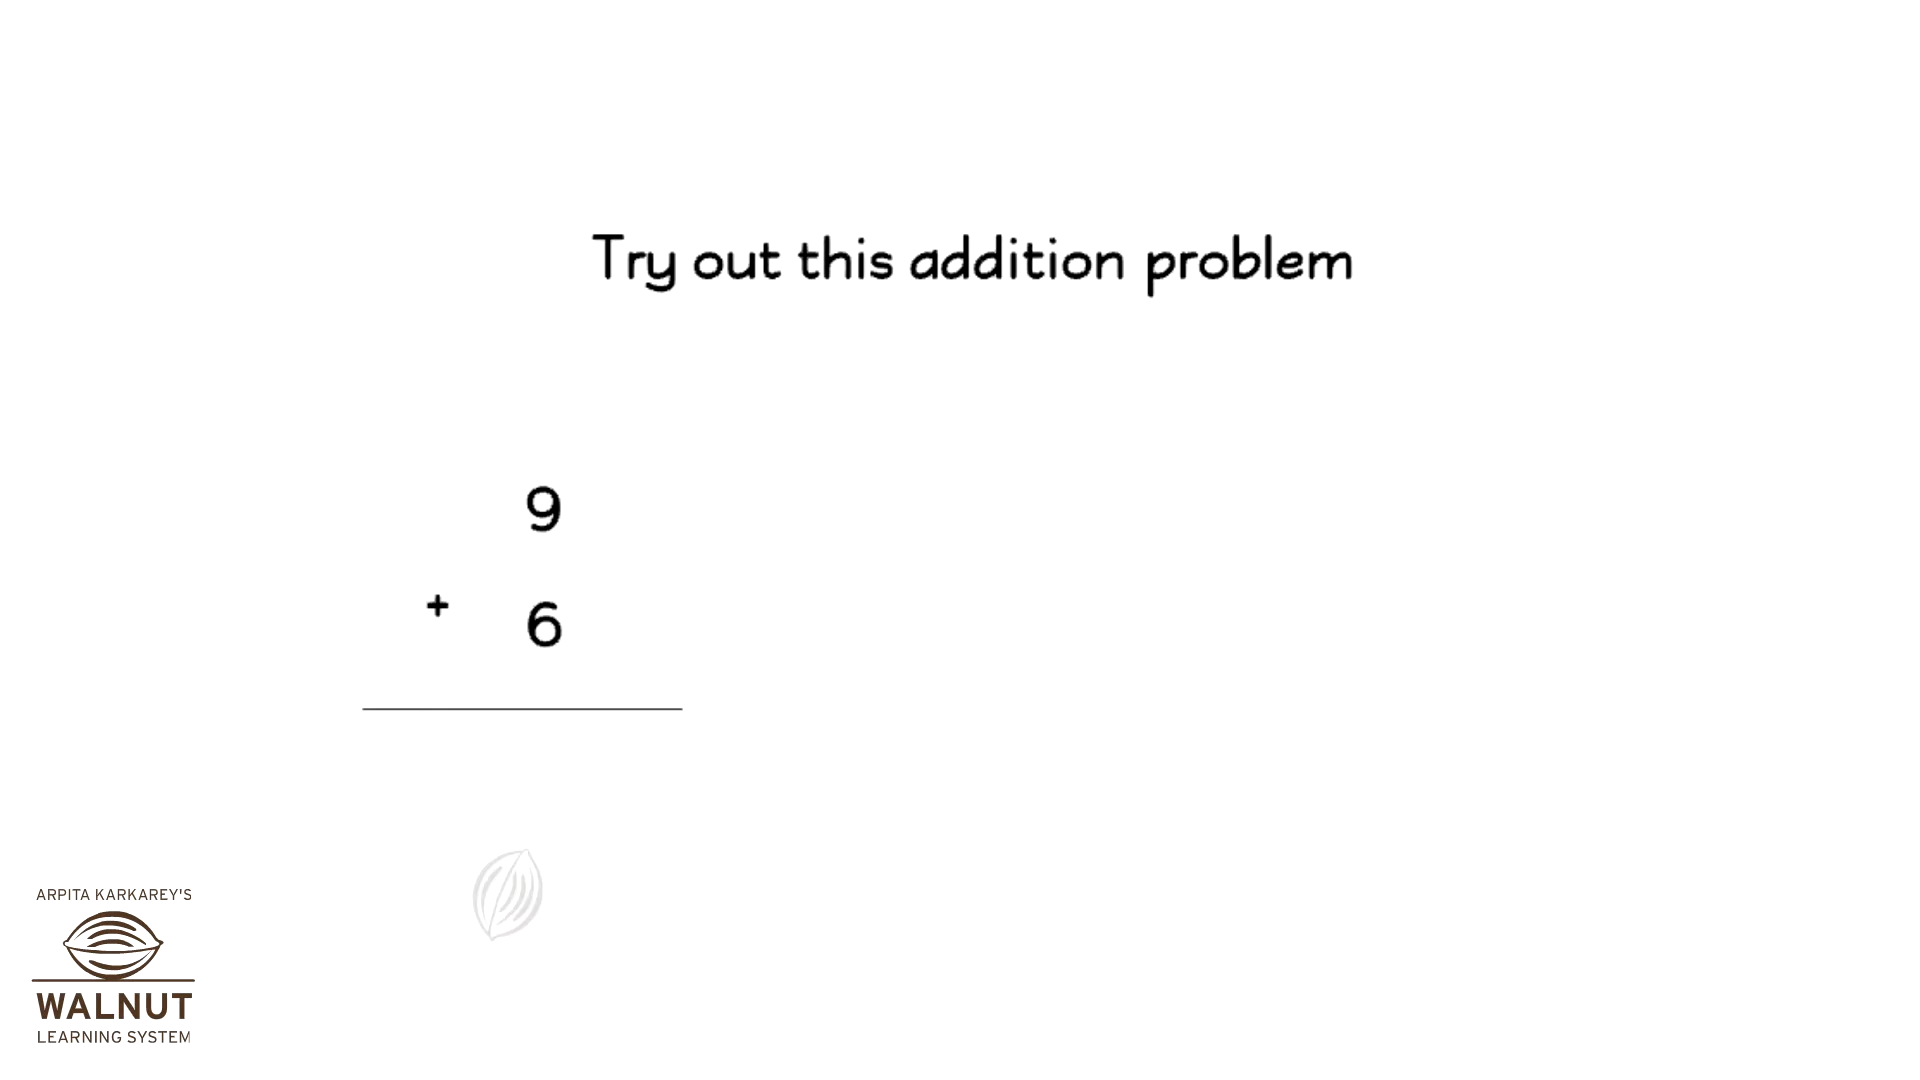 Try out this addition problem
9
+ 6
ARPITA KARKAREY'S
WALNUT
LEARNING SYSTEM